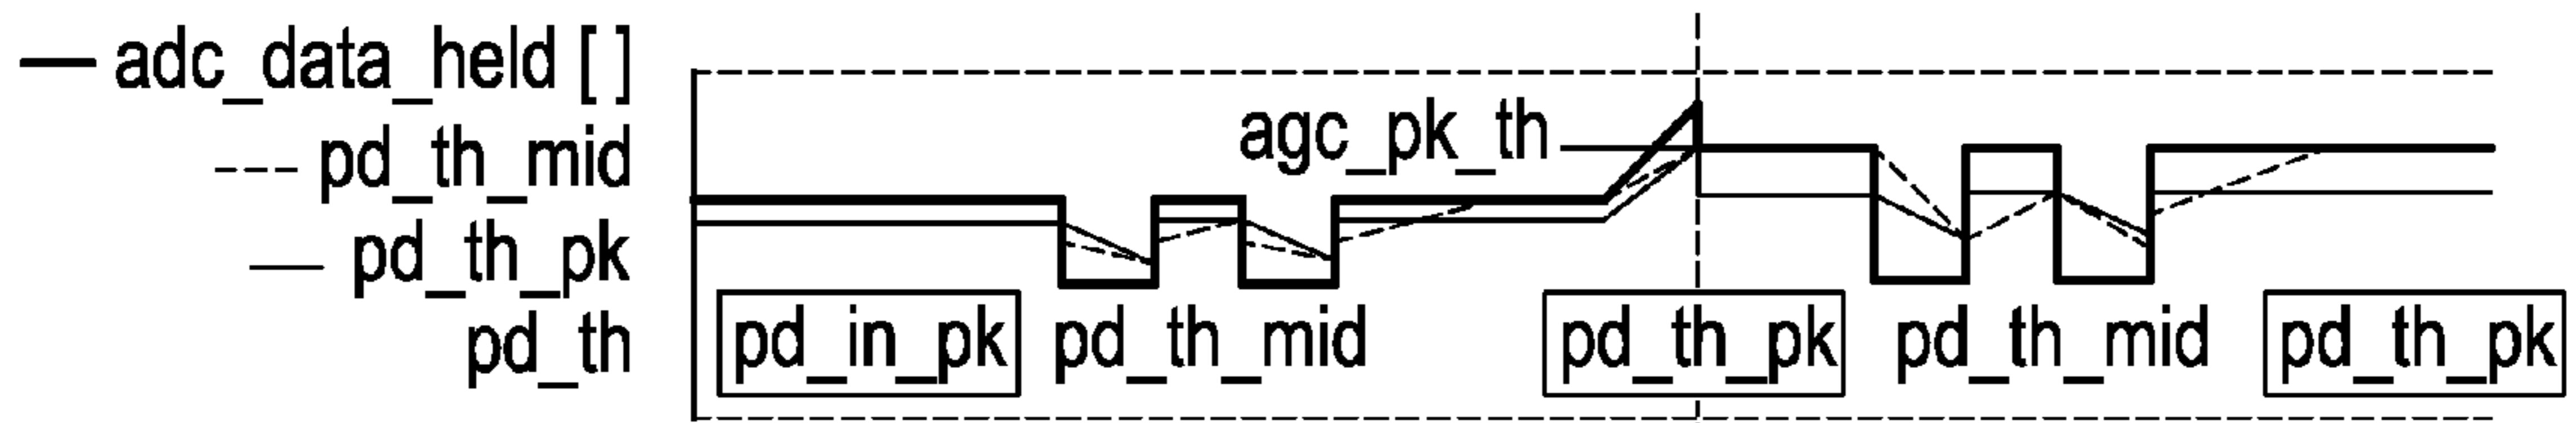 adc_data_held [ ]
pd_th_mid
agc_pk_th
pd_th_pk
pd_th
pd_in_pk
pd_th_mid
pd_th_pk
pd_th_mid
pd_th_pk